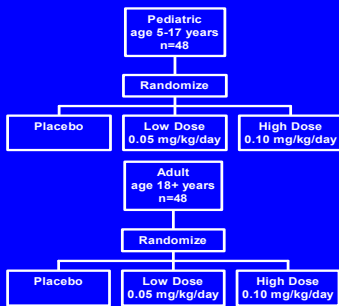 Pediatric
age 5-17 years
n=48
Randomize
Placebo
Low Dose
0.05 mg/kg/day
High Dose
0.10 mg/kg/day
Adult
age 18+ years
n=48
Randomize
Placebo
Low Dose
0.05 mg/kg/day
High Dose
0.10 mg/kg/day